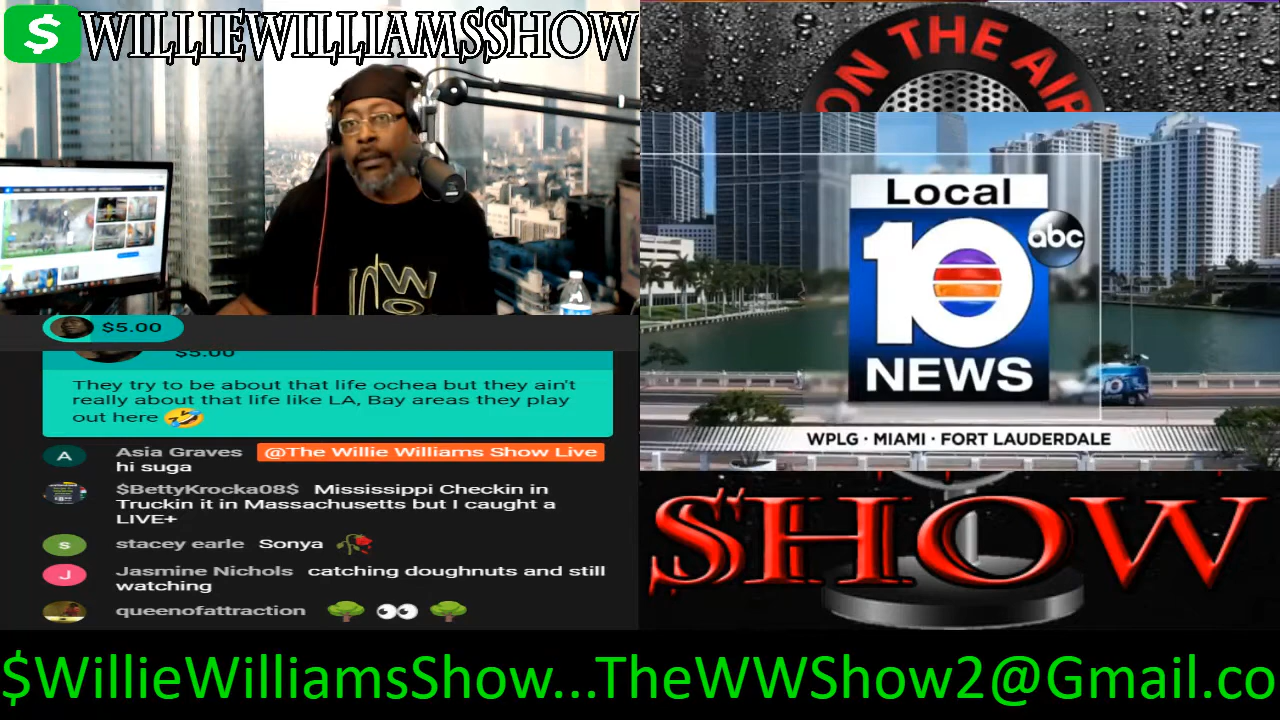 $ WILLIEWILLIAMSSHOW
ON THE AIR
Local
10
abc
NEWS
WPLG · MIAMI · FORT LAUDERDALE
$5.00
$5.00
They try to be about that life ochea but they ain't
really about that life like LA, Bay areas they play
out here 🤣
A Asia Graves @The Willie Williams Show Live
hi suga
$BettyKrocka08$ Mississippi Checkin in
Truckin it in Massachusetts but I caught a
LIVE+
s stacey earle Sonya 🥀
J Jasmine Nichols catching doughnuts and still
watching
queenofattraction 🌳 👀 🌳
$HOW
$WillieWilliamsShow...TheWWShow2@Gmail.co